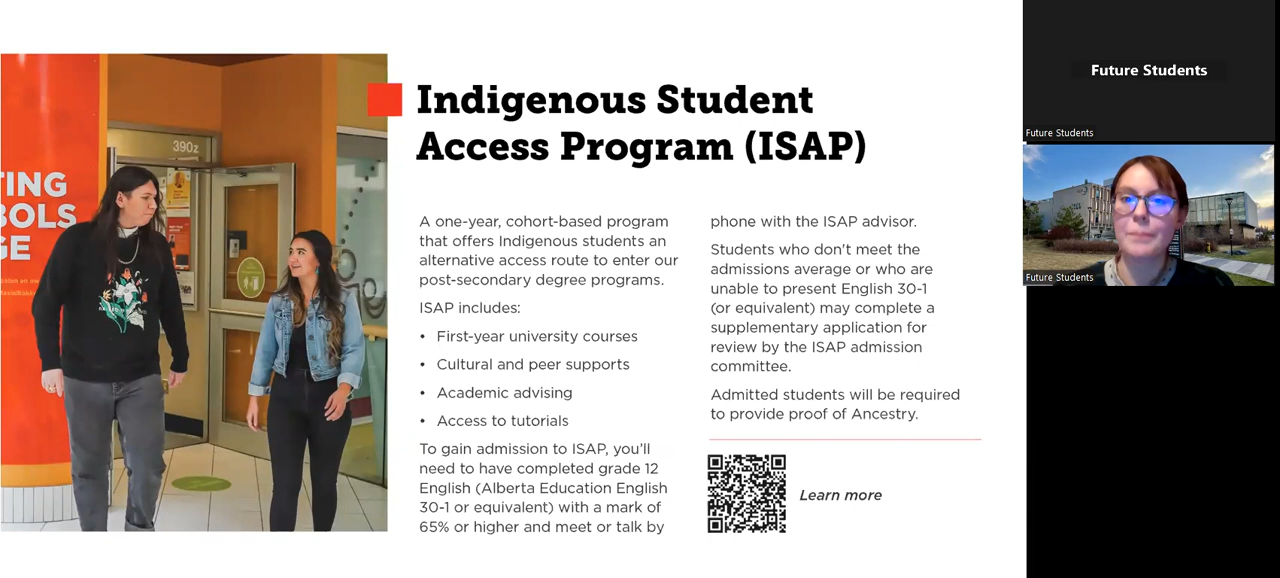 TING
BOLS
GE
390z
Indigenous Student
Access Program (ISAP)
A one-year, cohort-based program
that offers Indigenous students an
alternative access route to enter our
post-secondary degree programs.
ISAP includes:
• First-year university courses
• Cultural and peer supports
• Academic advising
• Access to tutorials
To gain admission to ISAP, you'll
need to have completed grade 12
English (Alberta Education English
30-1 or equivalent) with a mark of
65% or higher and meet or talk by
phone with the ISAP advisor.
Students who don't meet the
admissions average or who are
unable to present English 30-1
(or equivalent) may complete a
supplementary application for
review by the ISAP admission
committee.
Admitted students will be required
to provide proof of Ancestry.
Learn more
Future Students
Future Students
Future Students